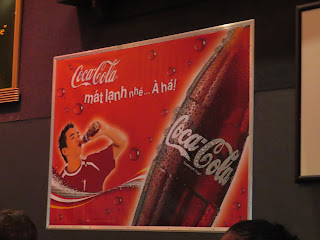 Coca-Cola
mát lạnh nhé... À há!
Coca-Cola